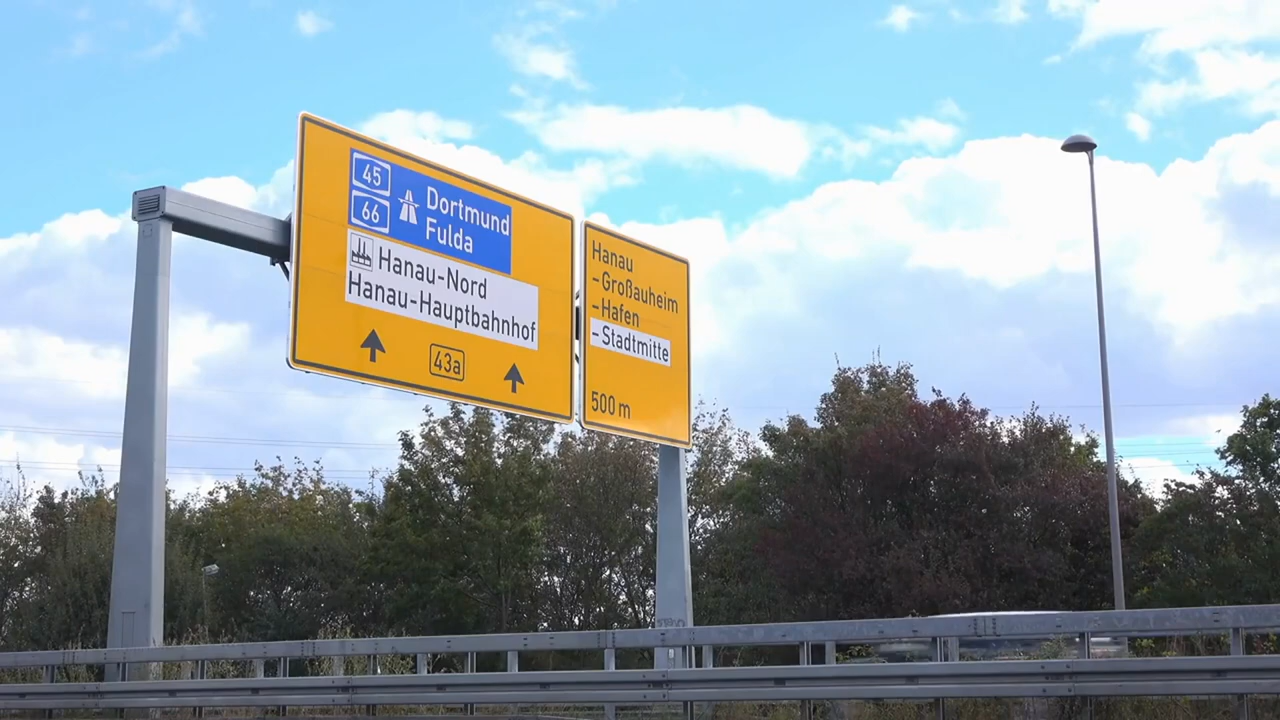 45
66
Dortmund
Fulda
Hanau-Nord
Hanau-Hauptbahnhof
43a
Hanau
-Großauheim
-Hafen
-Stadtmitte
500 m